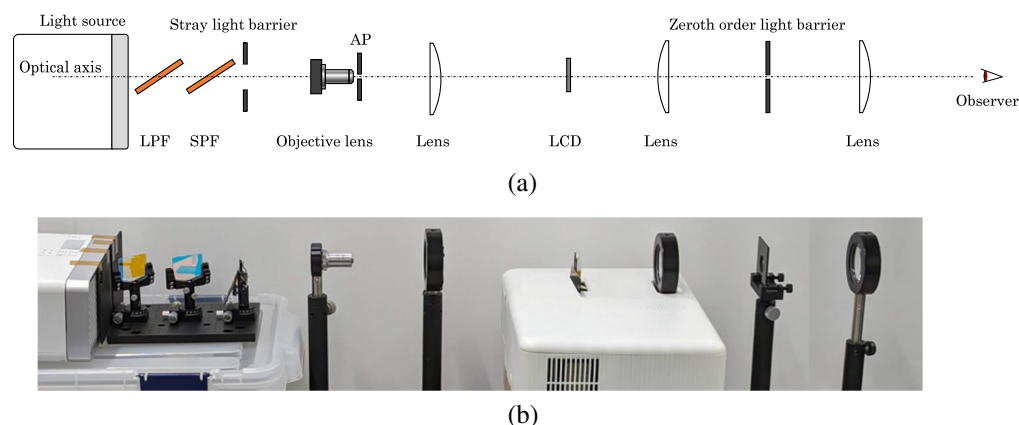 Light source
Stray light barrier
Zeroth order light barrier
AP
Optical axis
Observer
LPF
SPF
Objective lens
Lens
LCD
Lens
Lens
(a)
(b)